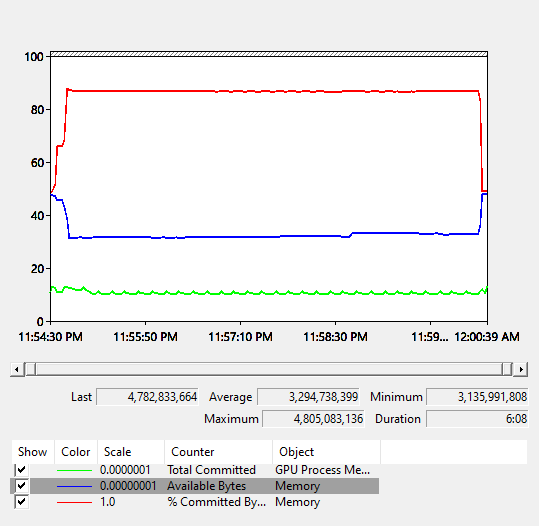 100
80
60
40
20
0
11:54:30 PM 11:55:50 PM 11:57:10 PM 11:58:30 PM 11:59... 12:00:39 AM
Last 4,782,833,664 Average 3,294,738,399 Minimum 3,135,991,808
Maximum 4,805,083,136 Duration 6:08
Show Color Scale Counter Object
0.0000001 Total Committed GPU Process Me...
0.00000001 Available Bytes Memory
1.0 % Committed By... Memory